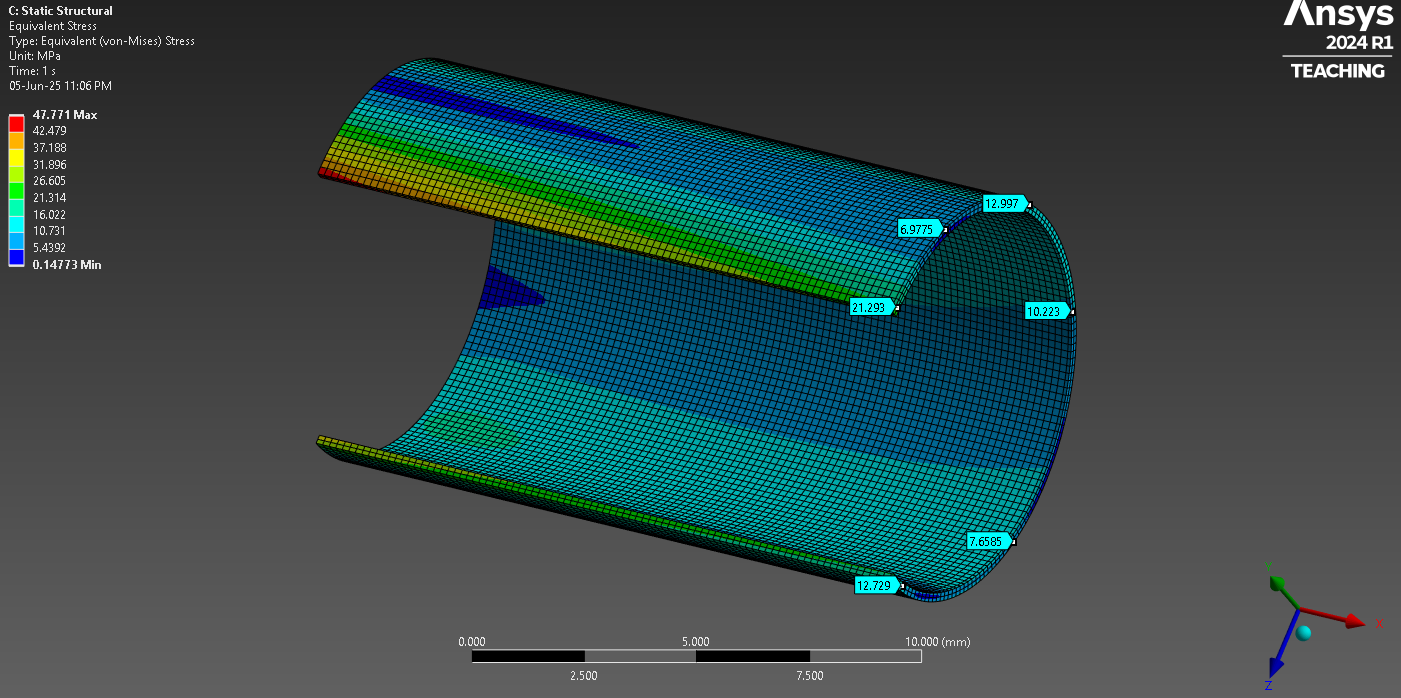 C: Static Structural
Equivalent Stress
Type: Equivalent (von-Mises) Stress
Unit: MPa
Time: 1 s
05-Jun-25 11:06 PM
47.771 Max
42.479
37.188
31.896
26.605
21.314
16.022
10.731
5.4392
0.14773 Min
Ansys
2024 R1
TEACHING
12.997
6.9775
21.293
10.223
7.6585
12.729
0.000 5.000 10.000 (mm)
2.500 7.500
Y
X
Z